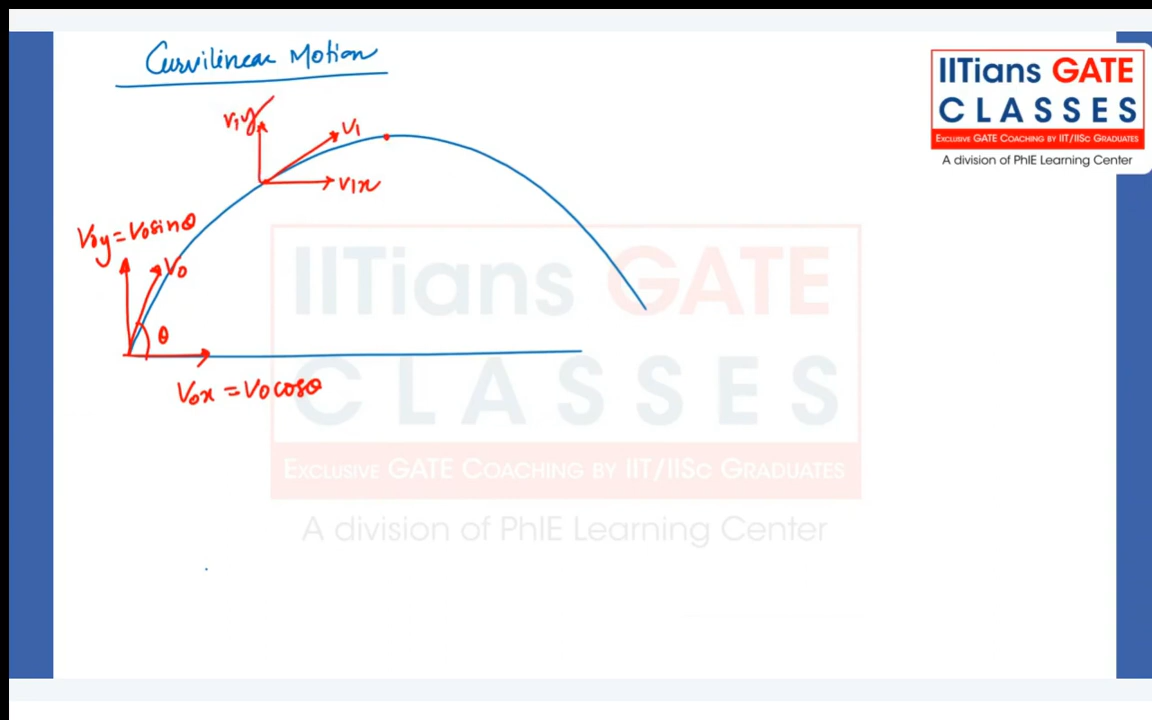 Curvilinear Motion
IITians GATE
CLASSES
EXCLUSIVE GATE COACHING BY IIT/IISC GRADUATES
A division of PhIE Learning Center
V1y
V1
V1x
Voy = Vosinθ
Vo
θ
Vox = Vocosθ
IITians GATE
CLASSES
EXCLUSIVE GATE COACHING BY IIT/IISc GRADUATES
A division of PhIE Learning Center